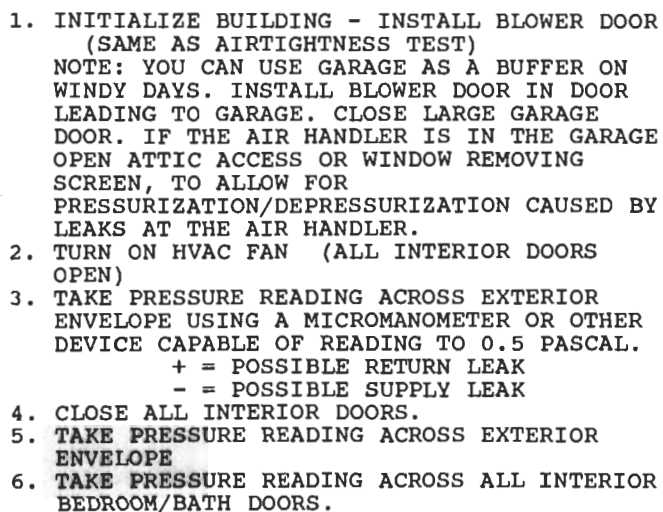 1. INITIALIZE BUILDING - INSTALL BLOWER DOOR
(SAME AS AIRTIGHTNESS TEST)
NOTE: YOU CAN USE GARAGE AS A BUFFER ON
WINDY DAYS. INSTALL BLOWER DOOR IN DOOR
LEADING TO GARAGE. CLOSE LARGE GARAGE
DOOR. IF THE AIR HANDLER IS IN THE GARAGE
OPEN ATTIC ACCESS OR WINDOW REMOVING
SCREEN, TO ALLOW FOR
PRESSURIZATION/DEPRESSURIZATION CAUSED BY
LEAKS AT THE AIR HANDLER.
2. TURN ON HVAC FAN (ALL INTERIOR DOORS
OPEN)
3. TAKE PRESSURE READING ACROSS EXTERIOR
ENVELOPE USING A MICROMANOMETER OR OTHER
DEVICE CAPABLE OF READING TO 0.5 PASCAL.
+ = POSSIBLE RETURN LEAK
- = POSSIBLE SUPPLY LEAK
4. CLOSE ALL INTERIOR DOORS.
5. TAKE PRESSURE READING ACROSS EXTERIOR
ENVELOPE
6. TAKE PRESSURE READING ACROSS ALL INTERIOR
BEDROOM/BATH DOORS.